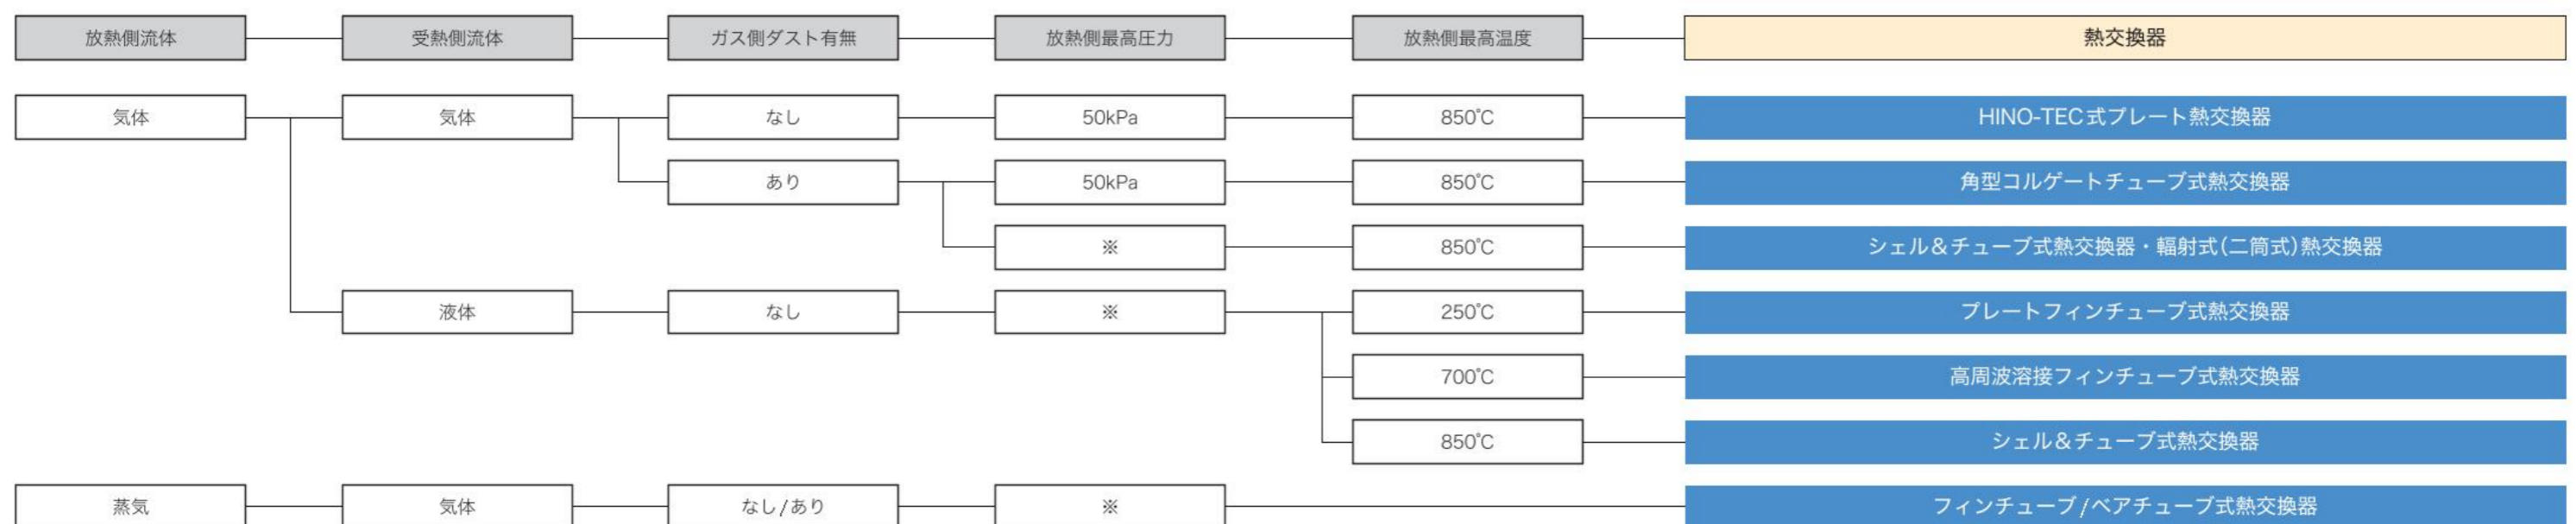 放熱側流体 受熱側流体 ガス側ダスト有無 放熱側最高圧力 放熱側最高温度 熱交換器
気体 気体 なし 50kPa 850℃ HINO-TEC式プレート熱交換器
あり 50kPa 850℃ 角型コルゲートチューブ式熱交換器
※ 850℃ シェル&チューブ式熱交換器・輻射式(二筒式)熱交換器
液体 なし ※ 250℃ プレートフィンチューブ式熱交換器
700℃ 高周波溶接フィンチューブ式熱交換器
850℃ シェル&チューブ式熱交換器
蒸気 気体 なし/あり ※ フィンチューブ/ベアチューブ式熱交換器